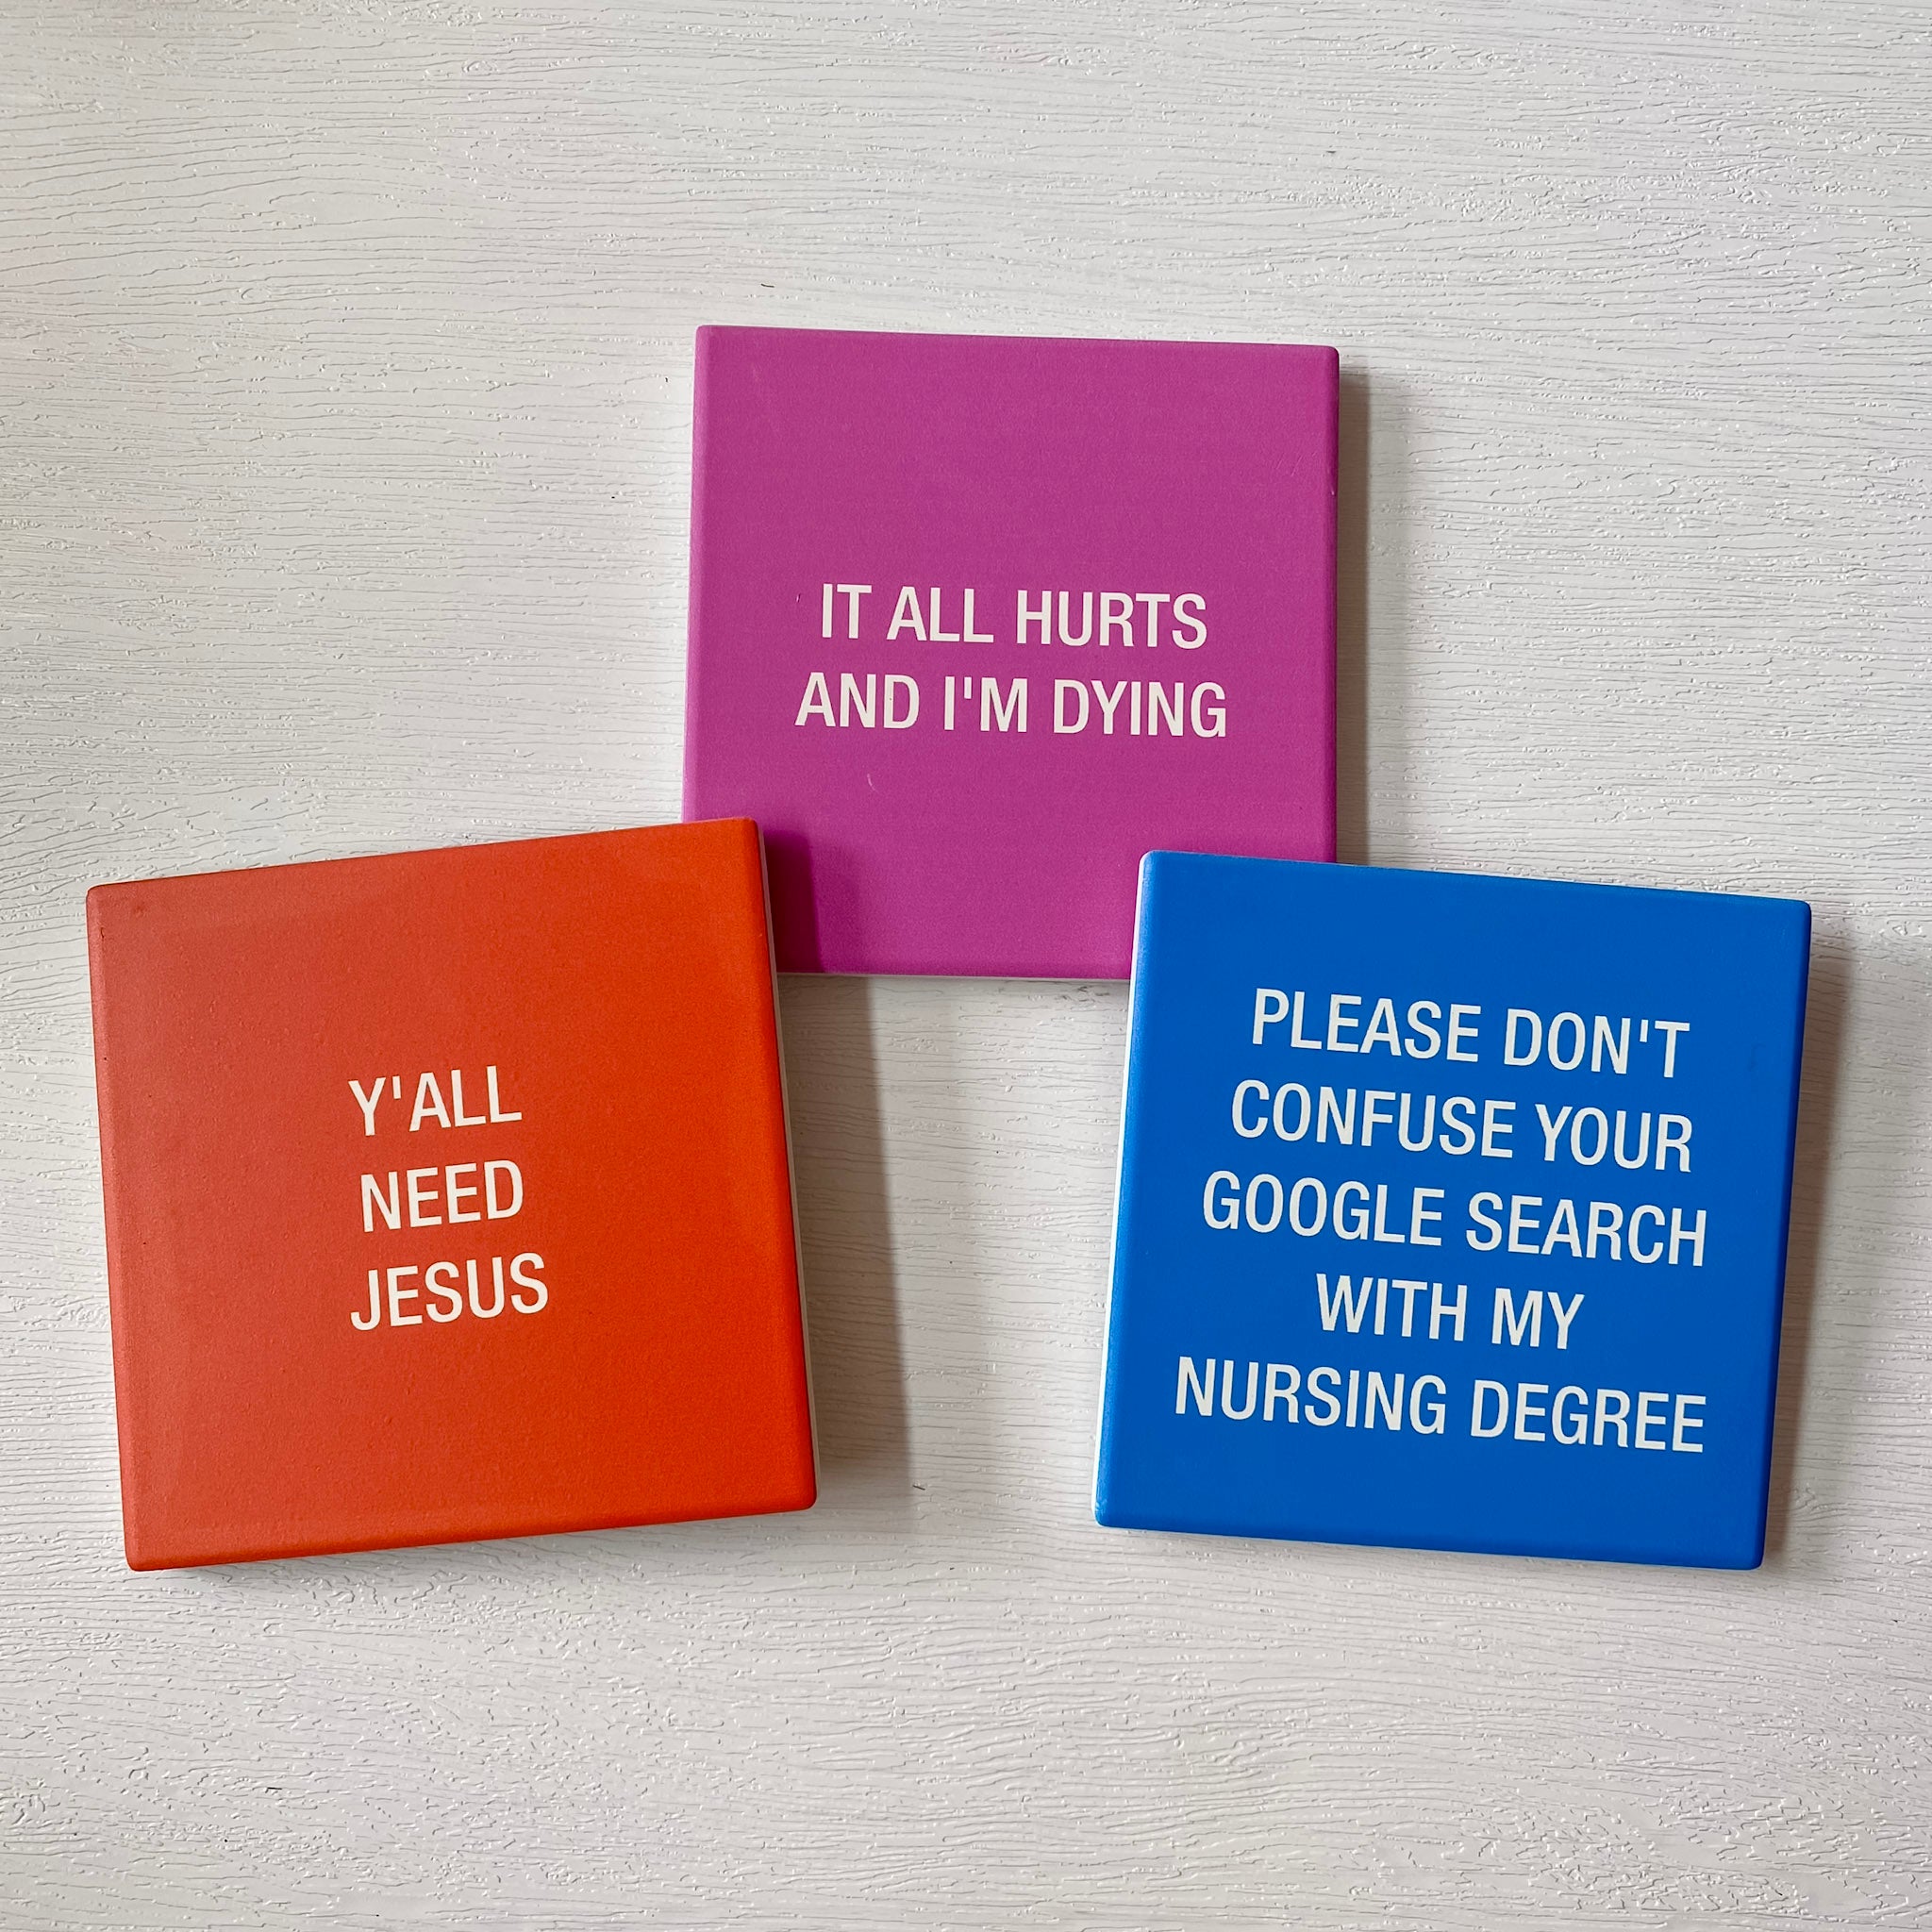 IT ALL HURTS
AND I'M DYING
Y'ALL
NEED
JESUS
PLEASE DON'T
CONFUSE YOUR
GOOGLE SEARCH
WITH MY
NURSING DEGREE